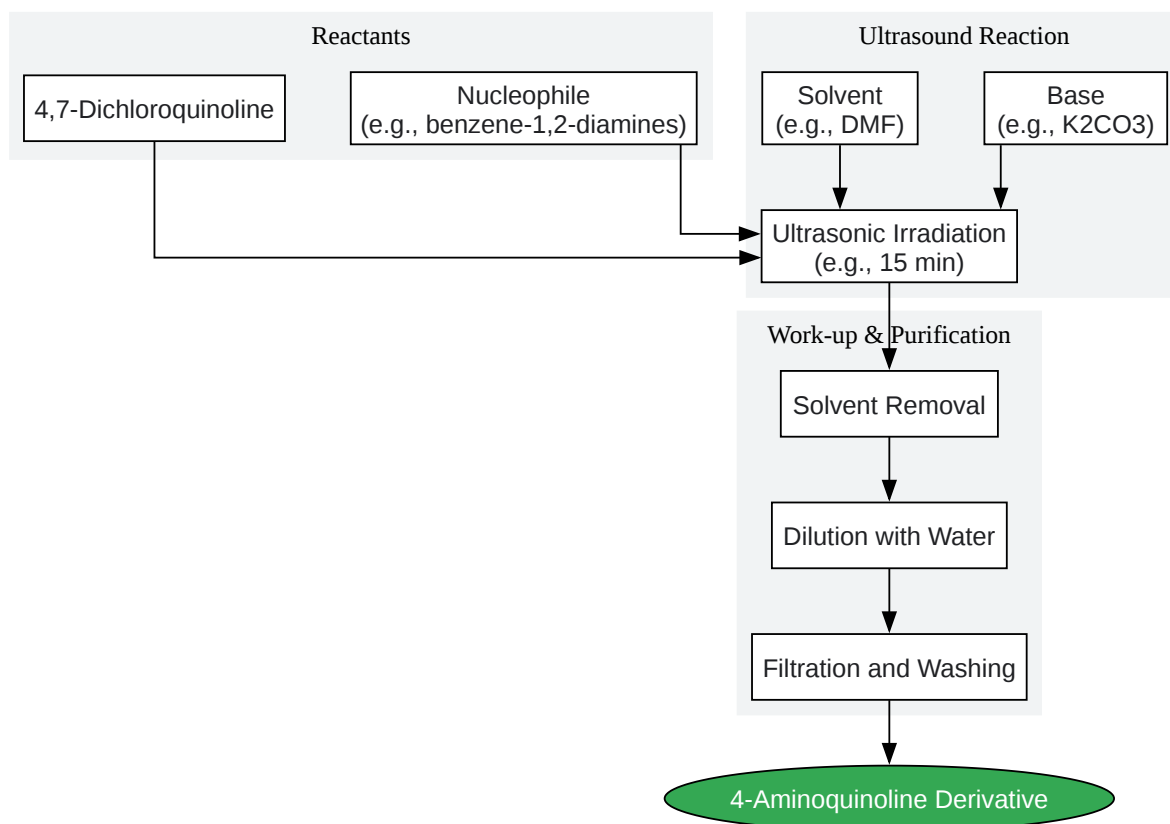 Reactants
4,7-Dichloroquinoline
Nucleophile
(e.g., benzene-1,2-diamines)
Ultrasound Reaction
Solvent
(e.g., DMF)
Base
(e.g., K2CO3)
Ultrasonic Irradiation
(e.g., 15 min)
Work-up & Purification
Solvent Removal
Dilution with Water
Filtration and Washing
4-Aminoquinoline Derivative